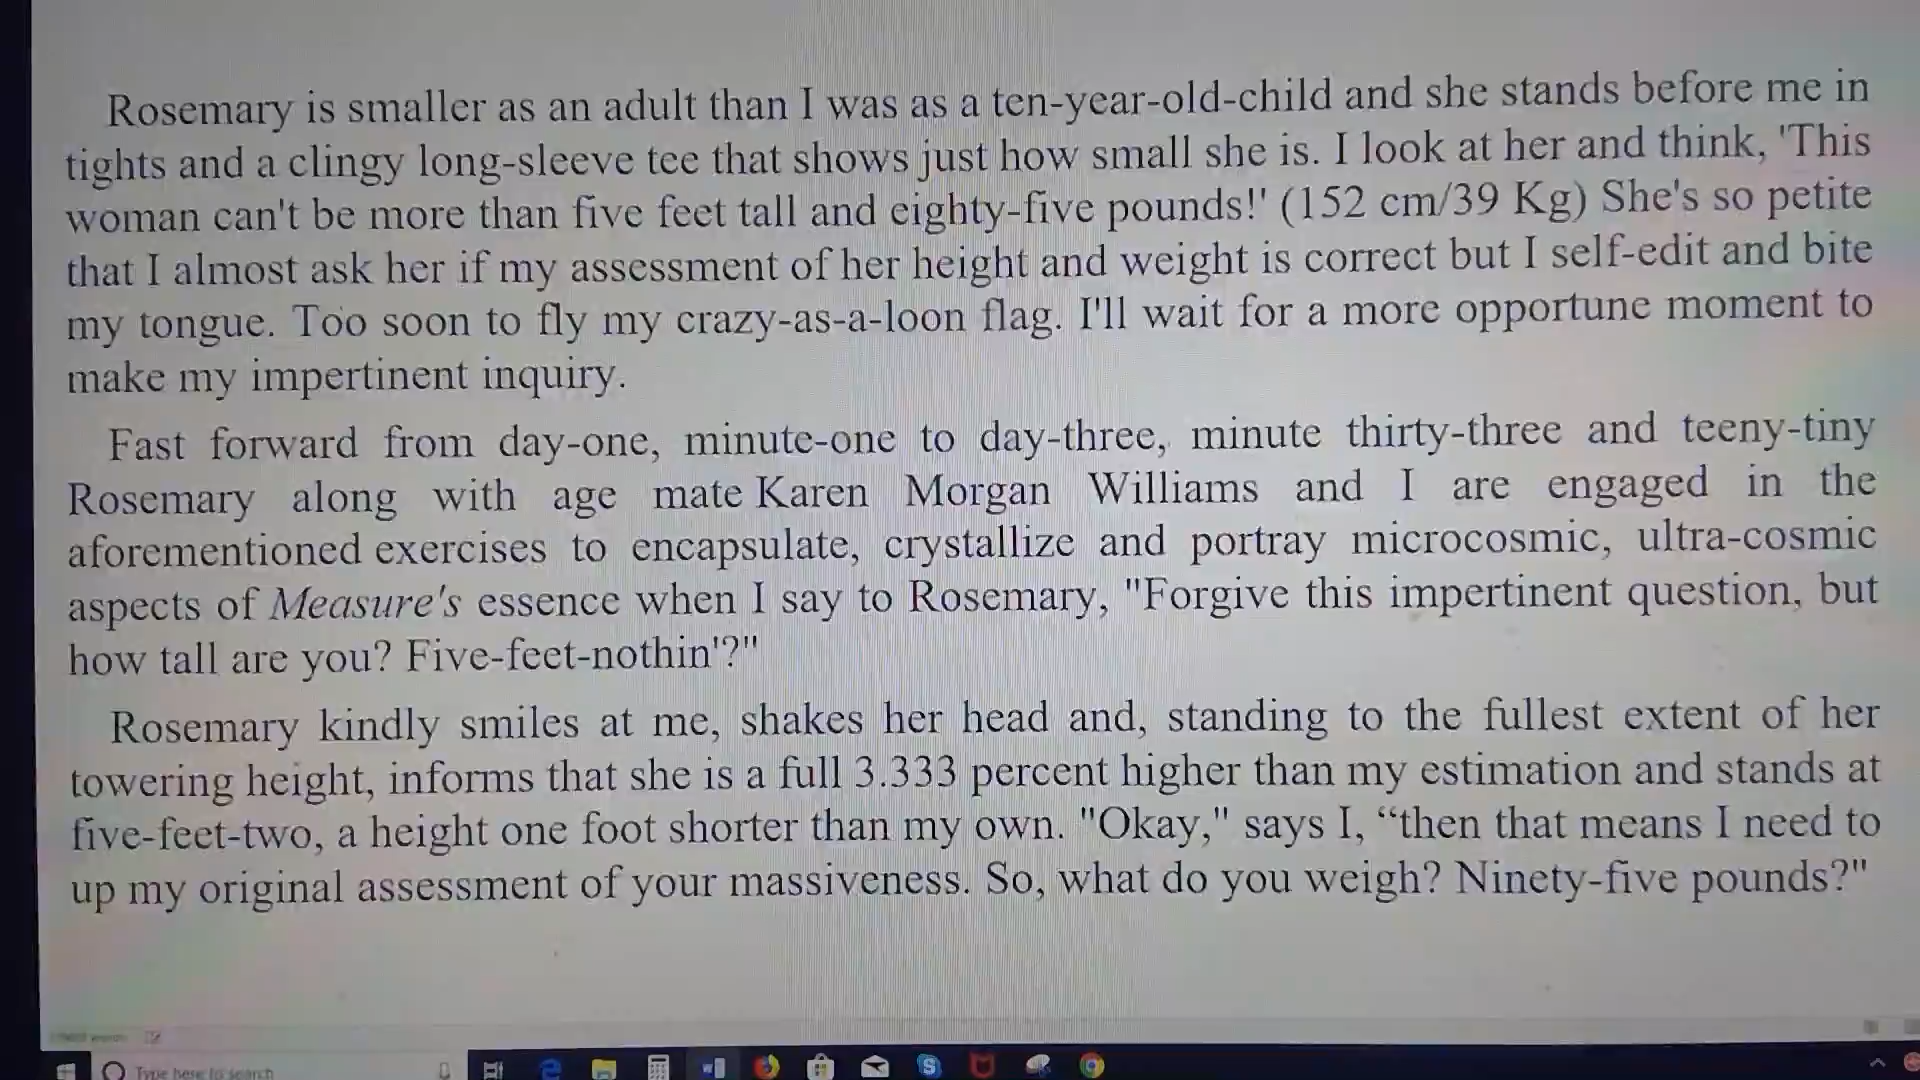 Rosemary is smaller as an adult than I was as a ten-year-old-child and she stands before me in
tights and a clingy long-sleeve tee that shows just how small she is. I look at her and think, 'This
woman can't be more than five feet tall and eighty-five pounds!' (152 cm/39 Kg) She's so petite
that I almost ask her if my assessment of her height and weight is correct but I self-edit and bite
my tongue. Too soon to fly my crazy-as-a-loon flag. I'll wait for a more opportune moment to
make my impertinent inquiry.
Fast forward from day-one, minute-one to day-three, minute thirty-three and teeny-tiny
Rosemary along with age mate Karen Morgan Williams and I are engaged in the
aforementioned exercises to encapsulate, crystallize and portray microcosmic, ultra-cosmic
aspects of Measure's essence when I say to Rosemary, "Forgive this impertinent question, but
how tall are you? Five-feet-nothin'?"
Rosemary kindly smiles at me, shakes her head and, standing to the fullest extent of her
towering height, informs that she is a full 3.333 percent higher than my estimation and stands at
five-feet-two, a height one foot shorter than my own. "Okay," says I, “then that means I need to
up my original assessment of your massiveness. So, what do you weigh? Ninety-five pounds?"
Type here to search